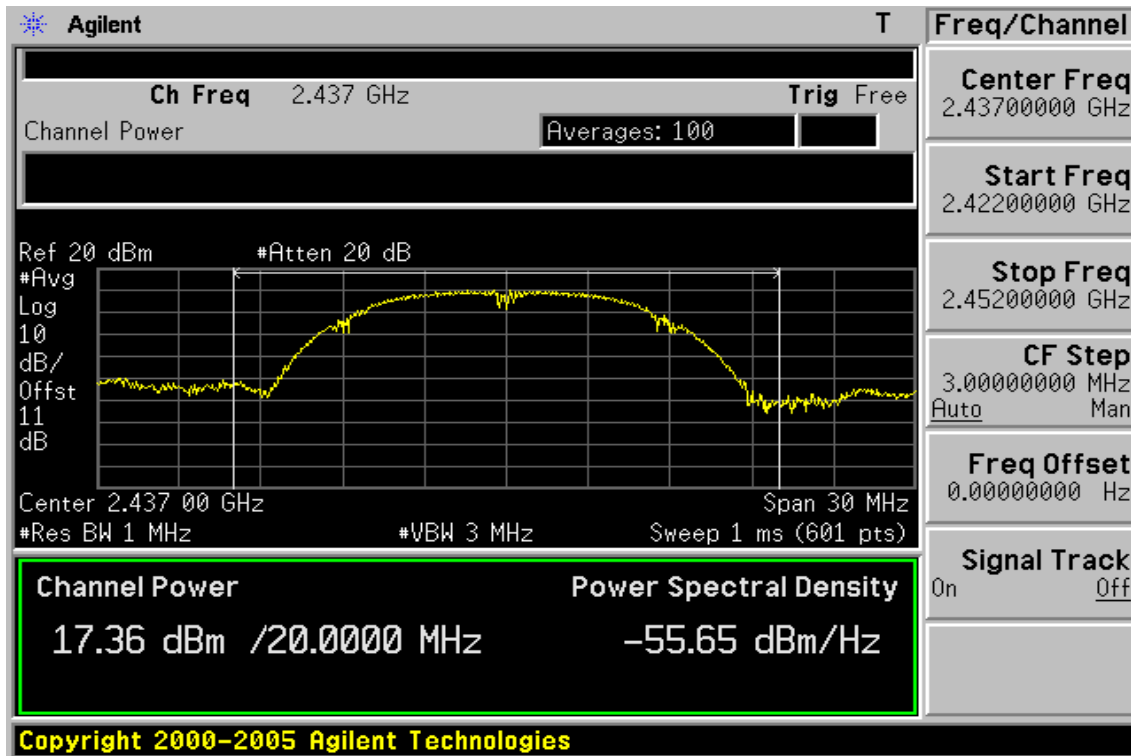 Agilent T
Ch Freq 2.437 GHz Trig Free
Channel Power Averages: 100
Ref 20 dBm #Atten 20 dB
#Avg
Log
10
dB/
Offst
11
dB
Center 2.437 00 GHz Span 30 MHz
#Res BW 1 MHz #VBW 3 MHz Sweep 1 ms (601 pts)
Channel Power Power Spectral Density
17.36 dBm /20.0000 MHz -55.65 dBm/Hz
Copyright 2000-2005 Agilent Technologies
Freq/Channel
Center Freq
2.43700000 GHz
Start Freq
2.42200000 GHz
Stop Freq
2.45200000 GHz
CF Step
3.00000000 MHz
Auto Man
Freq Offset
0.00000000 Hz
Signal Track
On Off